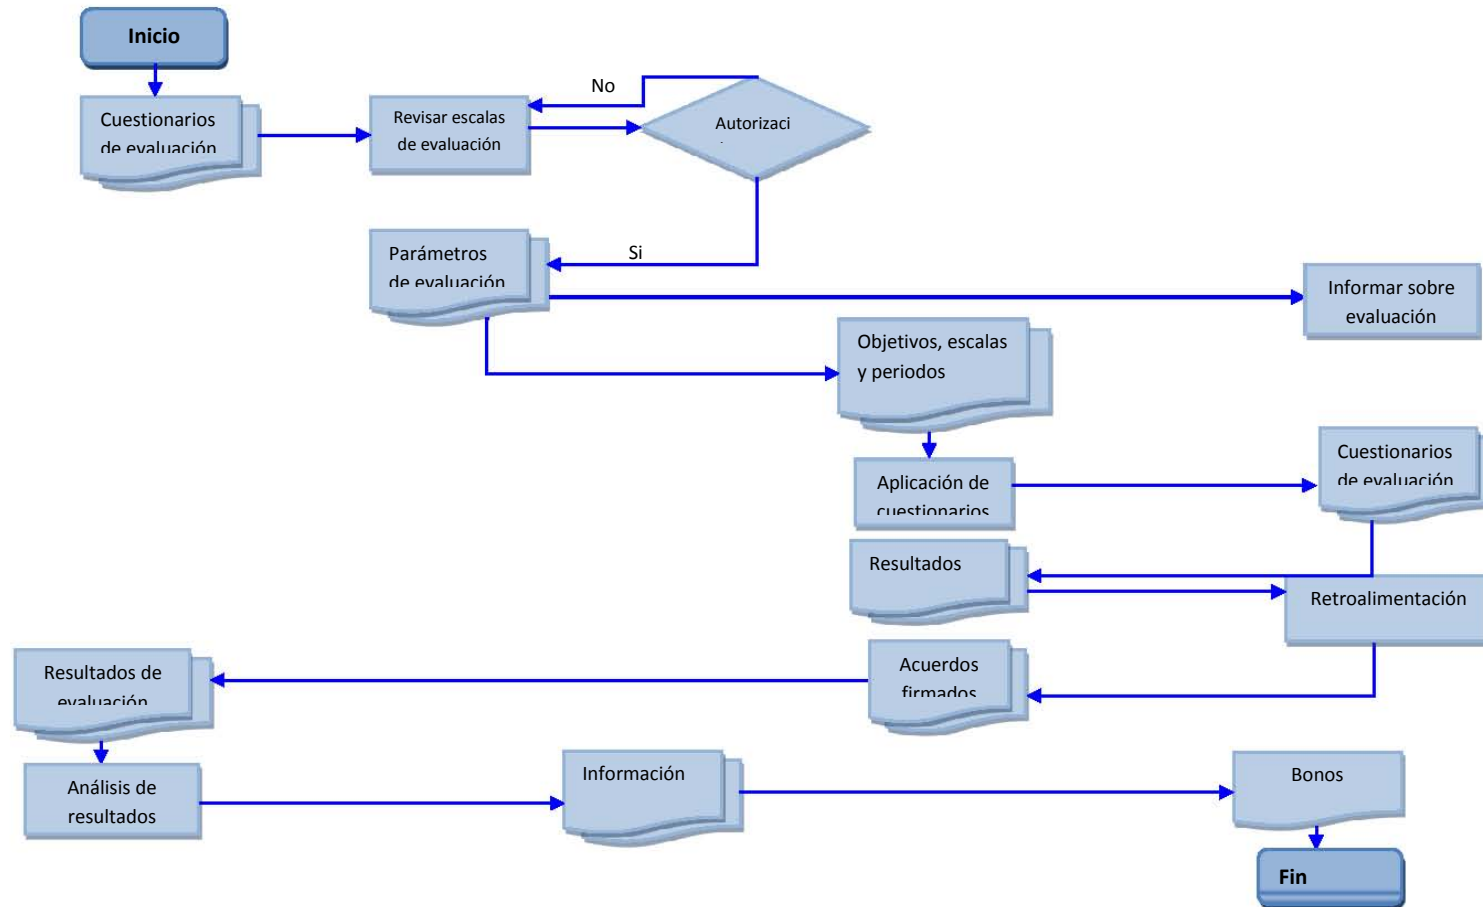 Inicio
No
Cuestionarios
de evaluación
Revisar escalas
de evaluación
Autorizaci
Parámetros
de evaluación
Si
Informar sobre
evaluación
Objetivos, escalas
y periodos
Cuestionarios
de evaluación
Aplicación de
cuestionarios
Resultados
Retroalimentación
Acuerdos
firmados
Resultados de
evaluación
Análisis de
resultados
Información
Bonos
Fin